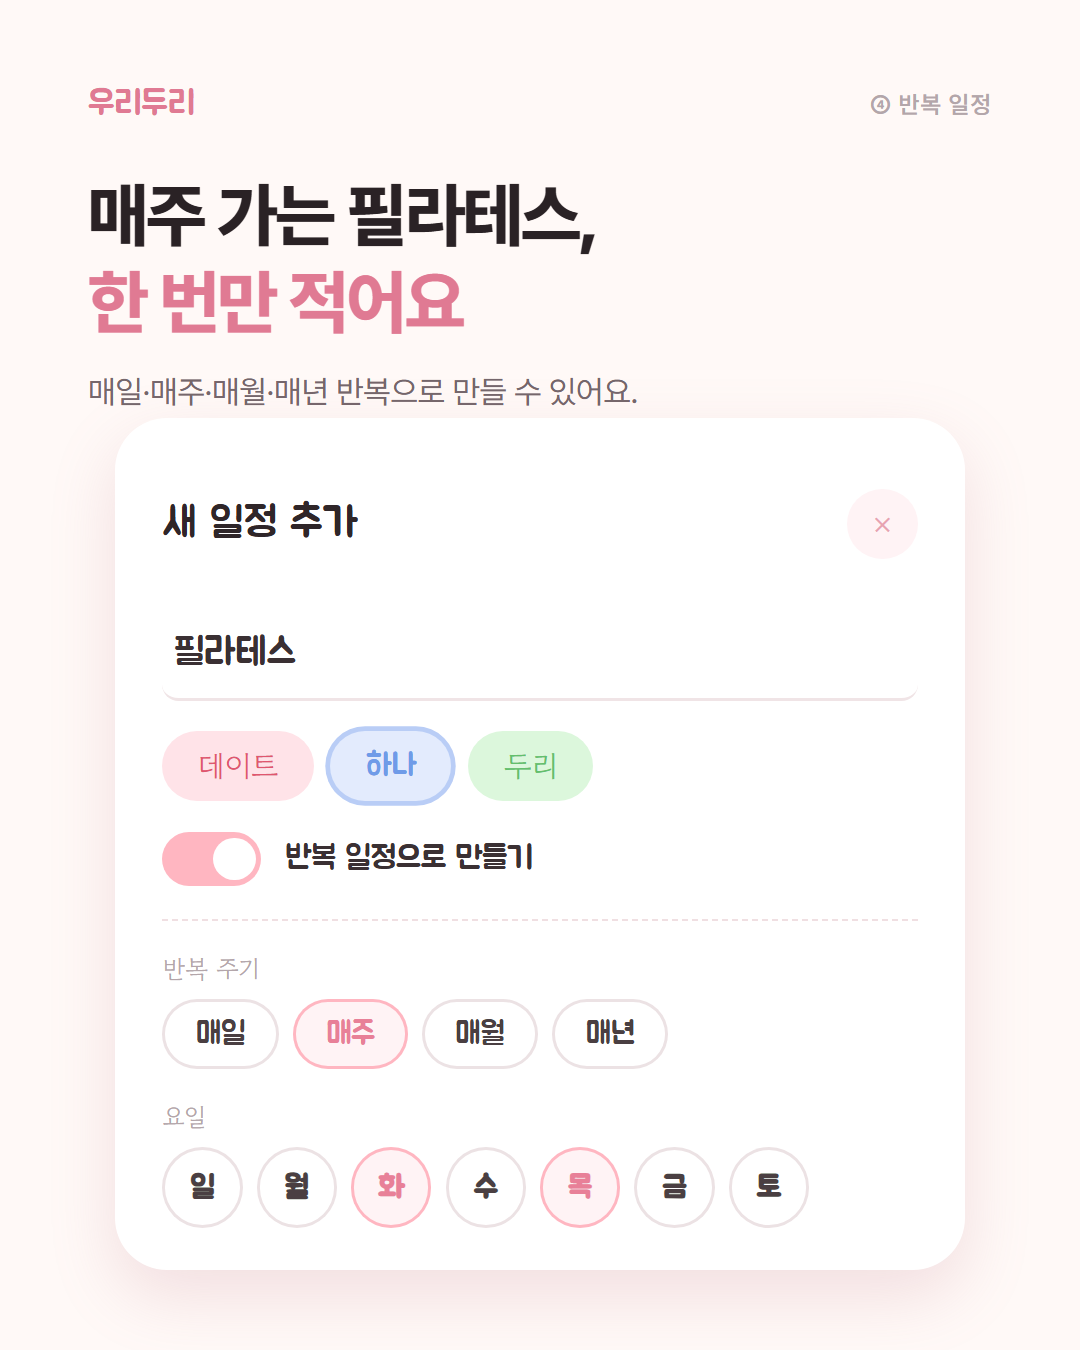 우리두리
④ 반복 일정
매주 가는 필라테스,
한 번만 적어요
매일·매주·매월·매년 반복으로 만들 수 있어요.
새 일정 추가
×
필라테스
데이트 하나 두리
반복 일정으로 만들기
반복 주기
매일 매주 매월 매년
요일
일 월 화 수 목 금 토